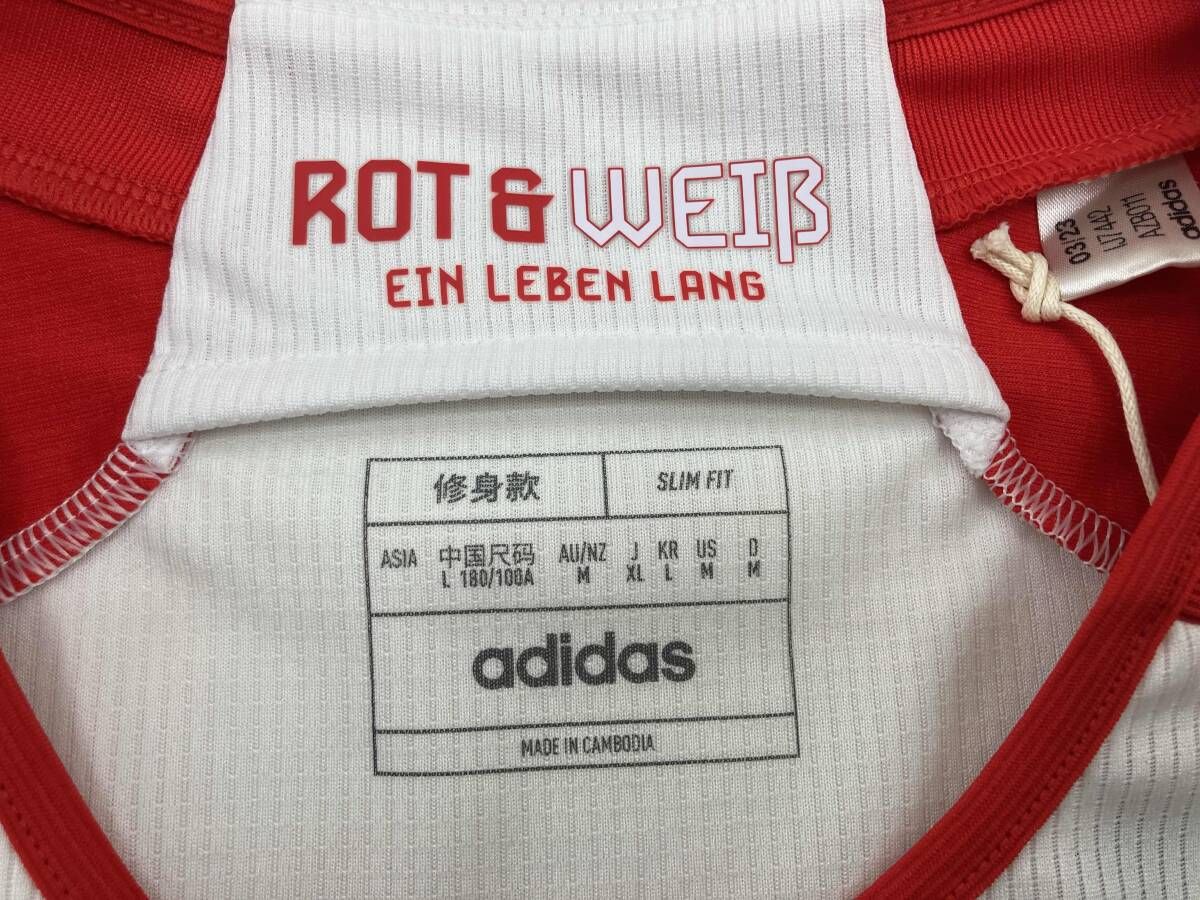 ROT & WEIß
EIN LEBEN LANG
03/23
U7442
AZB011
adidas
修身款 SLIM FIT
ASIA 中国尺码 AU/NZ J KR US D
L 180/100A M XL L M M
adidas
MADE IN CAMBODIA